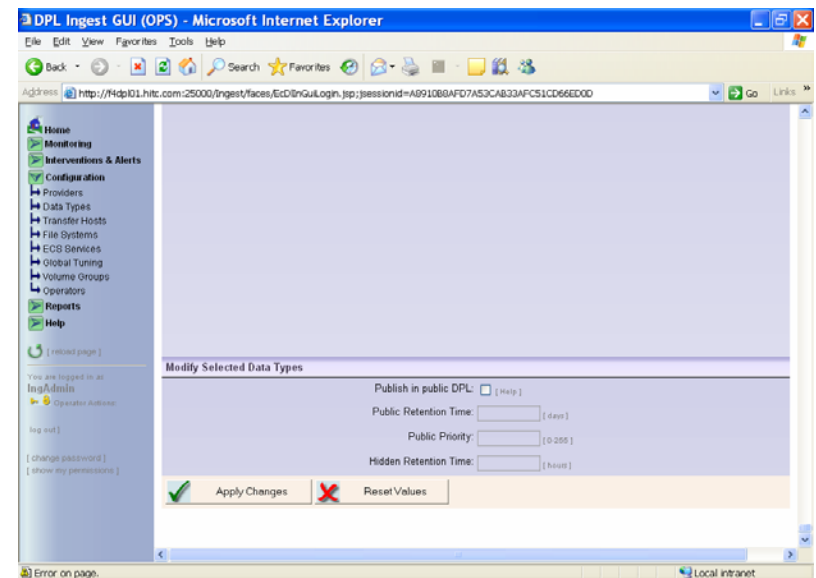 DPL Ingest GUI (OPS) - Microsoft Internet Explorer
File Edit View Favorites Tools Help
Back Search Favorites
Address http://f4dpl01.hitc.com:25000/Ingest/faces/EcDlInGuiLogin.jsp;jsessionid=A8910B8AFD7A53CAB33AFC51CD66ED0D Go Links »
Home
Monitoring
Interventions & Alerts
Configuration
Providers
Data Types
Transfer Hosts
File Systems
ECS Services
Global Tuning
Volume Groups
Operators
Reports
Help
[ reload page ]
You are logged in as
IngAdmin
Operator Actions:
log out ]
[ change password ]
[ show my permissions ]
Modify Selected Data Types
Publish in public DPL: [ Help ]
Public Retention Time: [ days ]
Public Priority: [ 0-255 ]
Hidden Retention Time: [ hours ]
Apply Changes Reset Values
Error on page. Local intranet